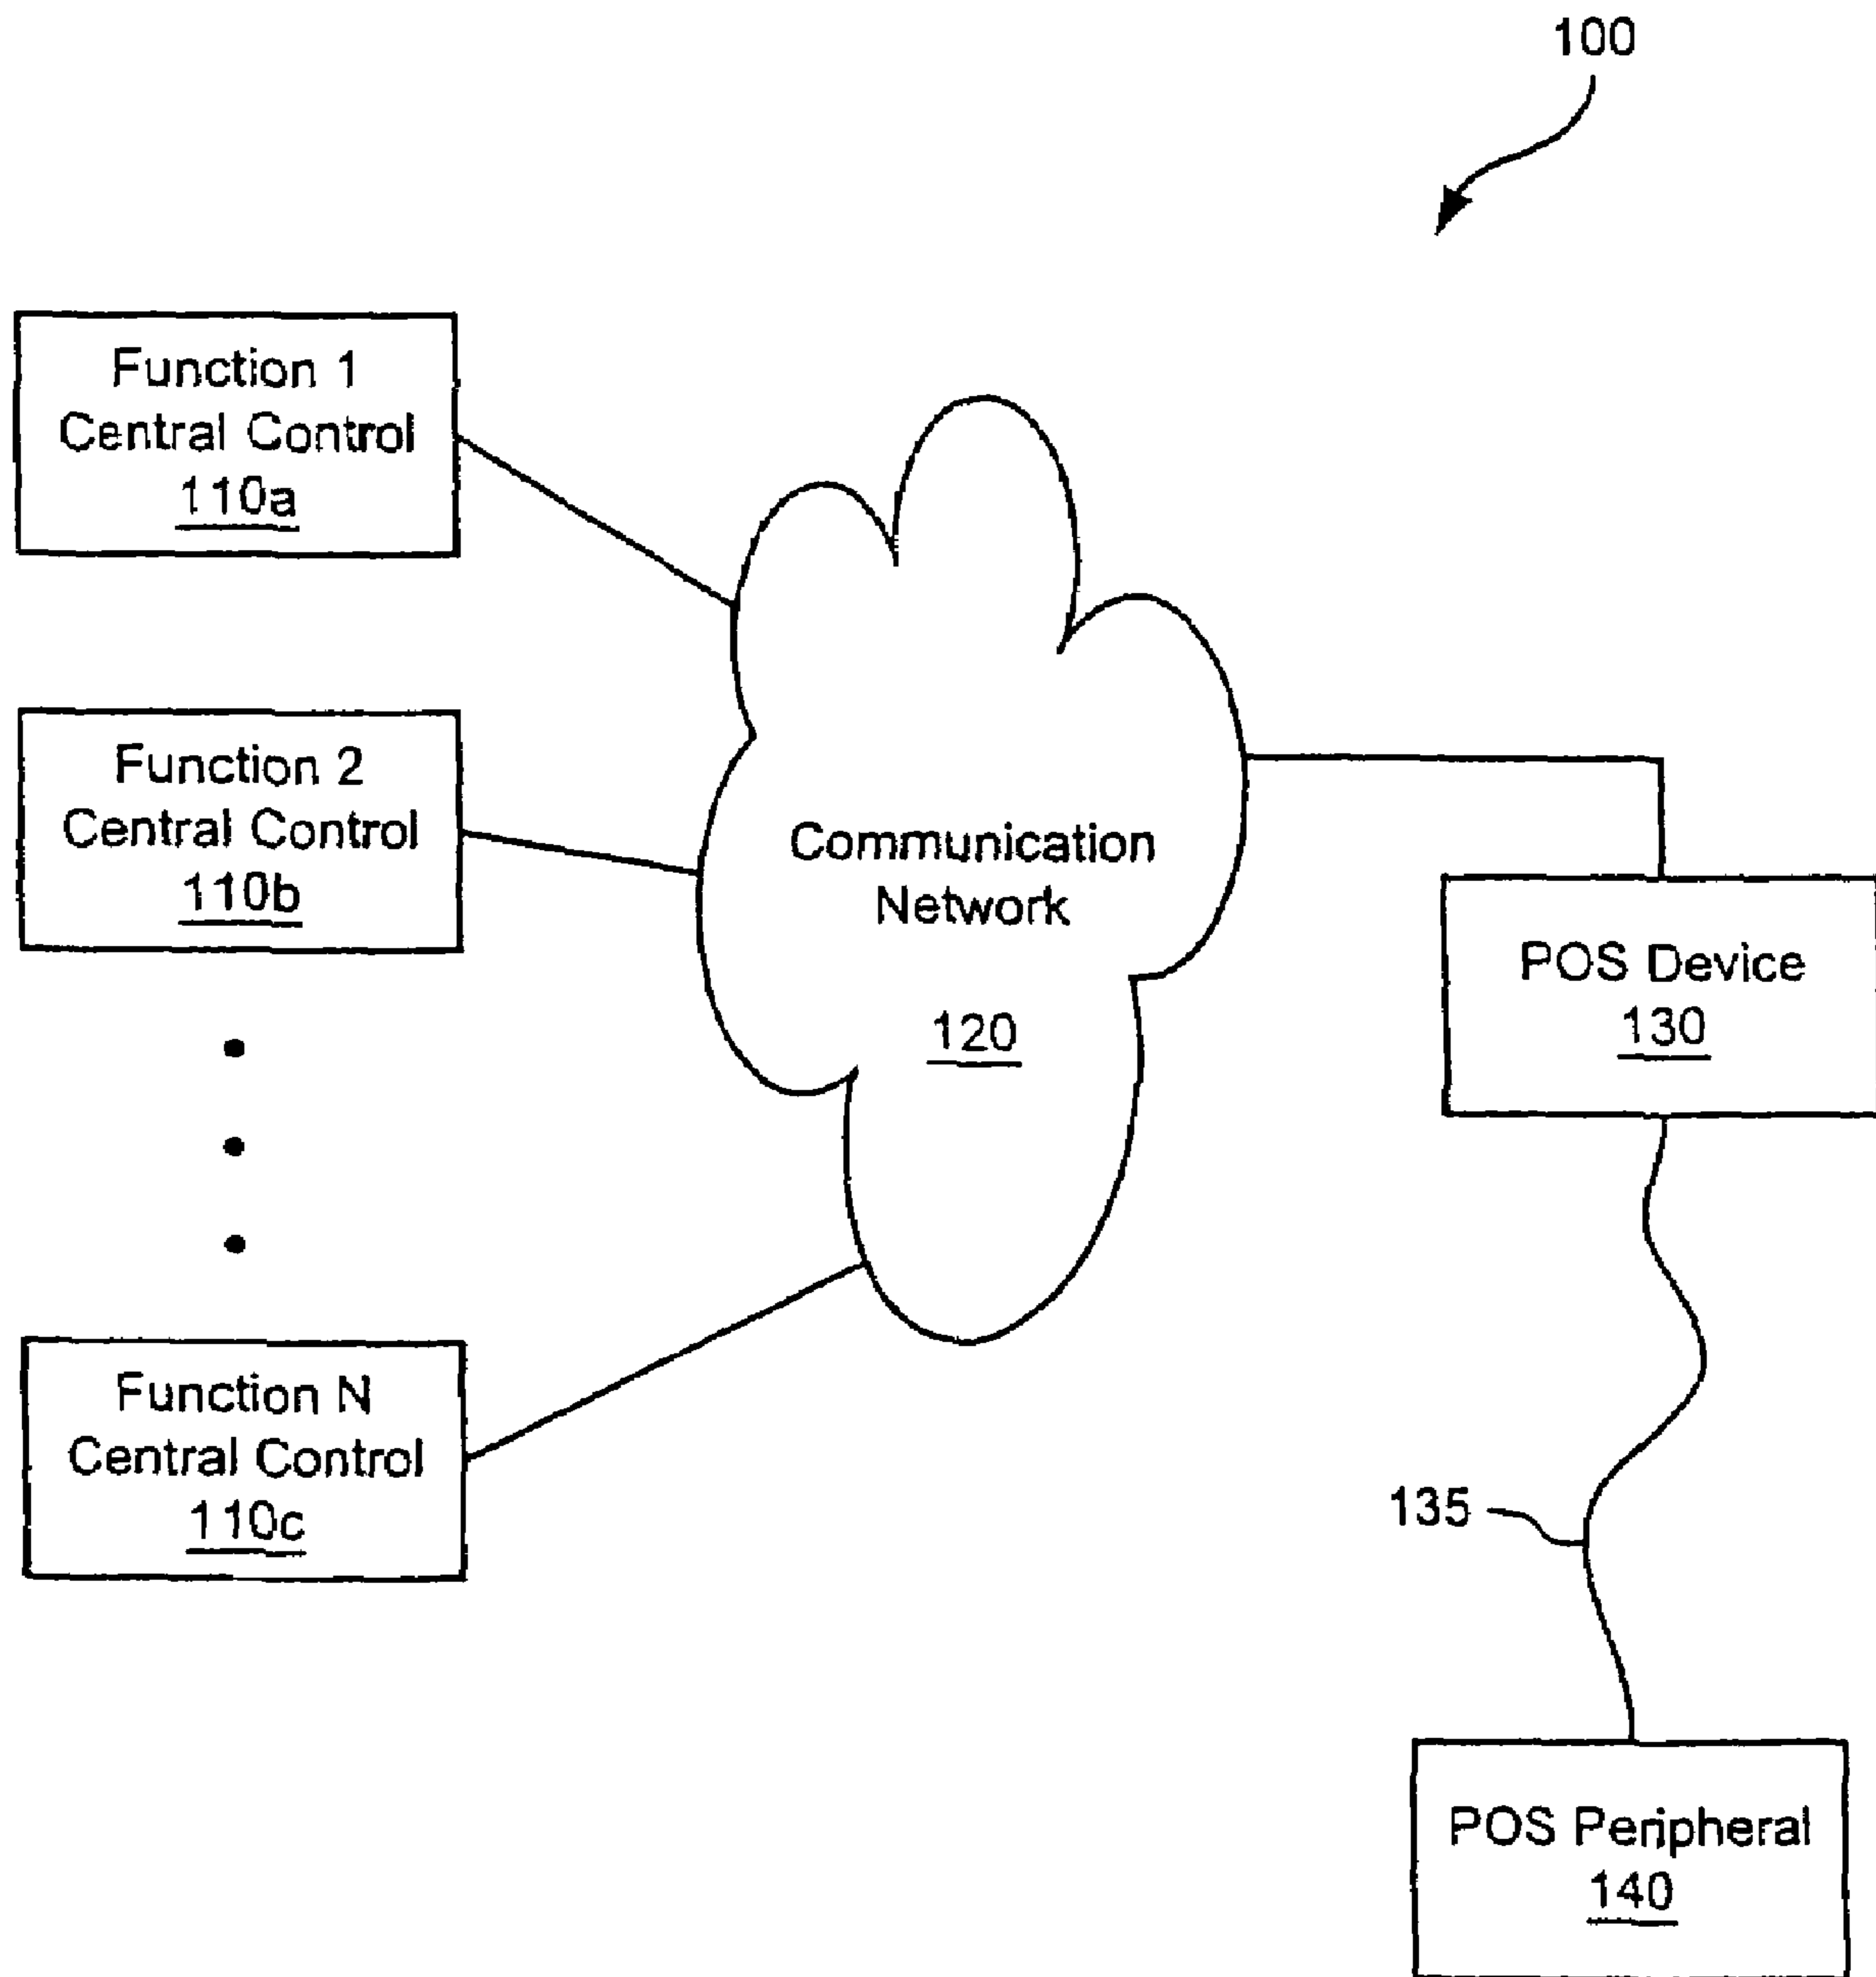 100
Function 1
Central Control
110a
Function 2
Central Control
110b
Communication
Network
120
POS Device
130
Function N
Central Control
110c
135
POS Peripheral
140